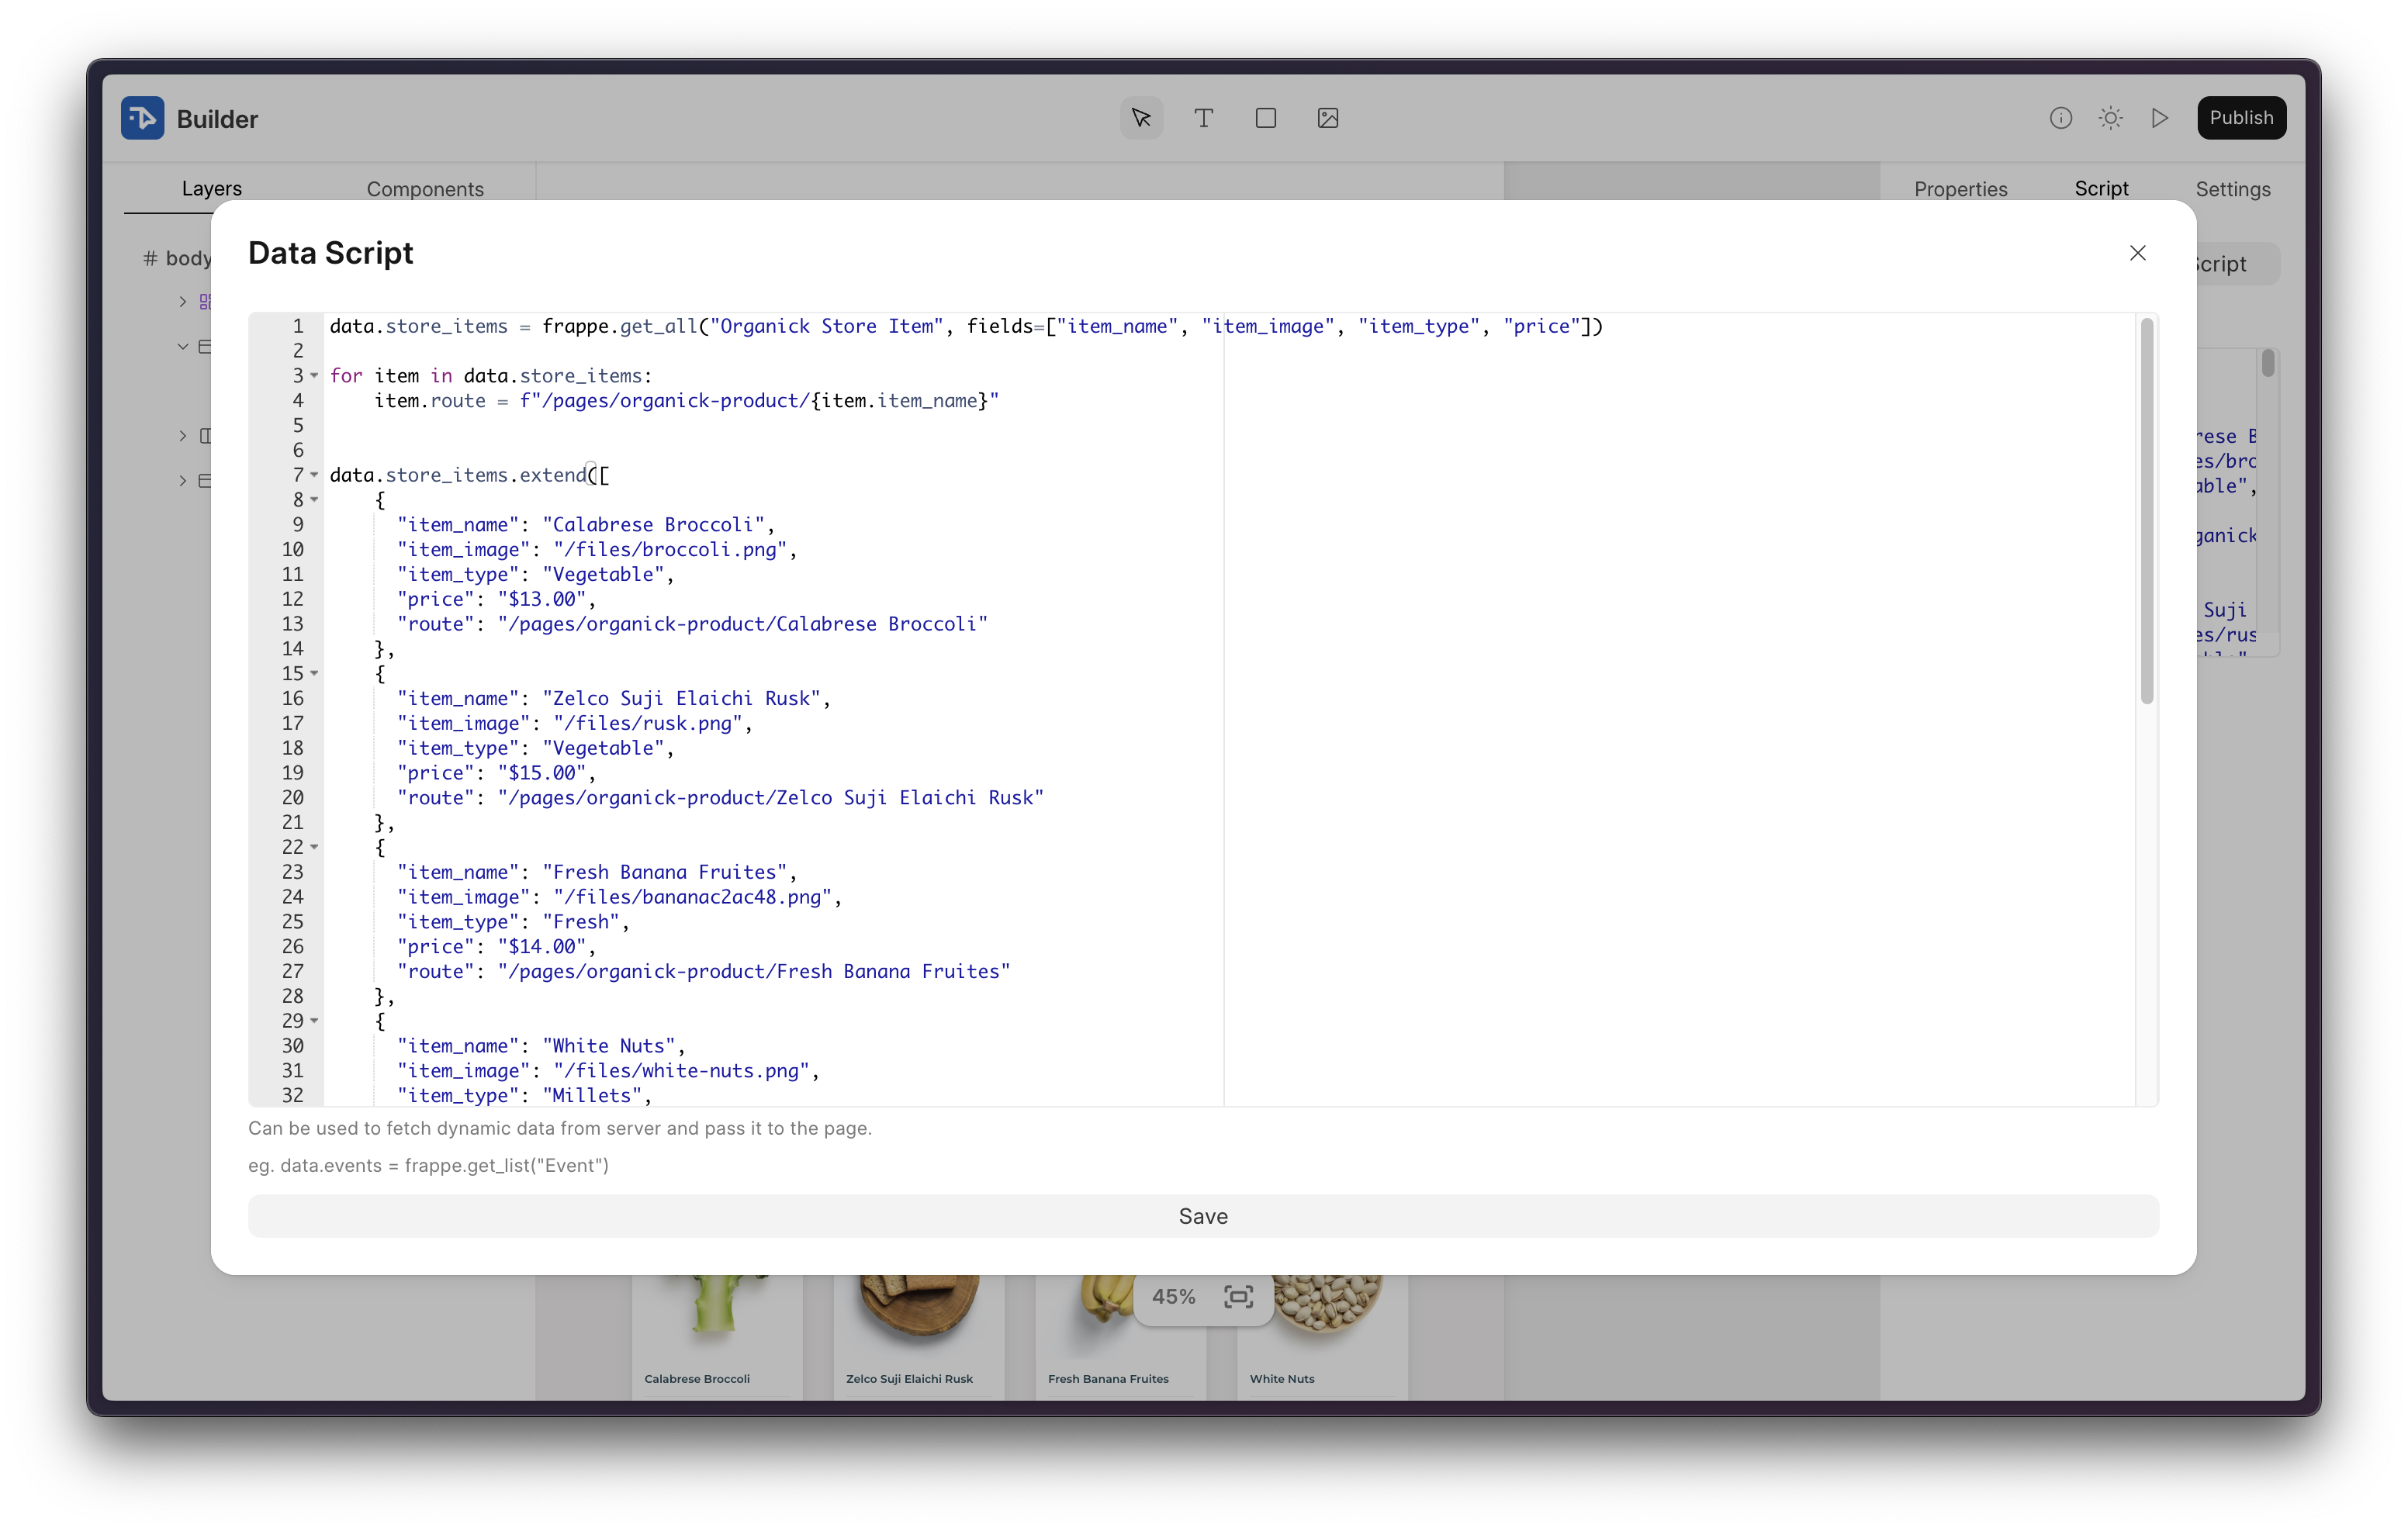 Builder
Publish
Layers
Components
Properties
Script
Settings
# body
Script
Data Script
1 data.store_items = frappe.get_all("Organick Store Item", fields=["item_name", "item_image", "item_type", "price"])
2
3 for item in data.store_items:
4     item.route = f"/pages/organick-product/{item.item_name}"
5
6
7 data.store_items.extend([
8     {
9       "item_name": "Calabrese Broccoli",
10       "item_image": "/files/broccoli.png",
11       "item_type": "Vegetable",
12       "price": "$13.00",
13       "route": "/pages/organick-product/Calabrese Broccoli"
14     },
15     {
16       "item_name": "Zelco Suji Elaichi Rusk",
17       "item_image": "/files/rusk.png",
18       "item_type": "Vegetable",
19       "price": "$15.00",
20       "route": "/pages/organick-product/Zelco Suji Elaichi Rusk"
21     },
22     {
23       "item_name": "Fresh Banana Fruites",
24       "item_image": "/files/bananac2ac48.png",
25       "item_type": "Fresh",
26       "price": "$14.00",
27       "route": "/pages/organick-product/Fresh Banana Fruites"
28     },
29     {
30       "item_name": "White Nuts",
31       "item_image": "/files/white-nuts.png",
32       "item_type": "Millets",
rese B
es/bro
able",
ganick
Suji
es/rus
Can be used to fetch dynamic data from server and pass it to the page.
eg. data.events = frappe.get_list("Event")
Save
45%
Calabrese Broccoli
Zelco Suji Elaichi Rusk
Fresh Banana Fruites
White Nuts